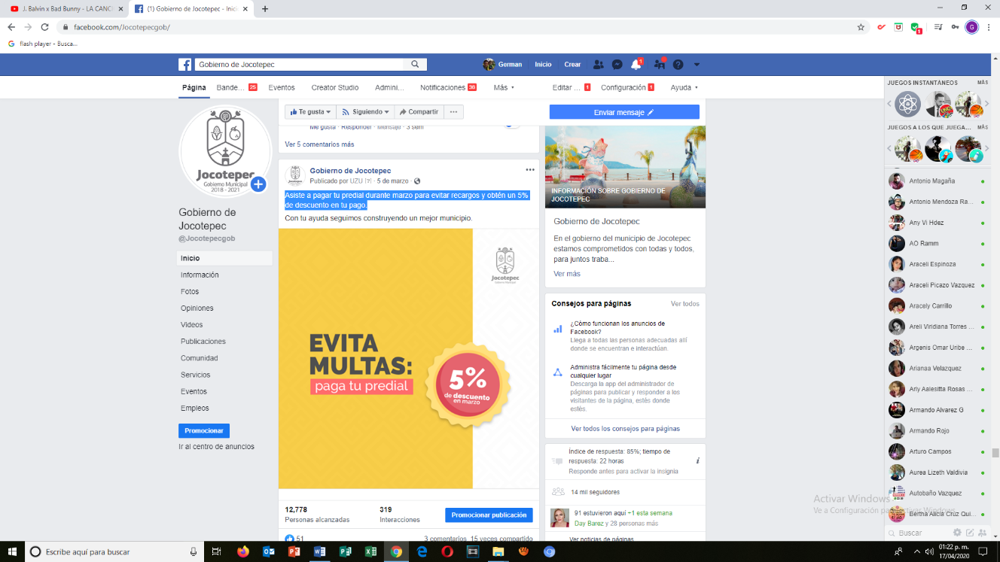 J. Balvin x Bad Bunny - LA CANC
(1) Gobierno de Jocotepec - Inici
facebook.com/Jocotepecgob/
flash player - Busca...
Gobierno de Jocotepec
German
Inicio
Crear
1
Página
Bande... 25
Eventos
Creator Studio
Admini...
Notificaciones 30
Más
Editar ... 1
Configuración 1
Ayuda
Te gusta
Siguiendo
Compartir
Enviar mensaje
Me gusta · Responder · Mensaje · 3 sem
Ver 5 comentarios más
Jocotepec
Gobierno Municipal
2018 - 2021
Gobierno de
Jocotepec
@Jocotepecgob
Inicio
Información
Fotos
Opiniones
Videos
Publicaciones
Comunidad
Servicios
Eventos
Empleos
Promocionar
Ir al centro de anuncios
Gobierno de Jocotepec
Publicado por UZU [?] · 5 de marzo ·
Asiste a pagar tu predial durante marzo para evitar recargos y obtén un 5%
de descuento en tu pago.
Con tu ayuda seguimos construyendo un mejor municipio.
Jocotepec
Gobierno Municipal
EVITA
MULTAS:
paga tu predial
5%
de descuento
en marzo
12,778
Personas alcanzadas
319
Interacciones
Promocionar publicación
51
3 comentarios 15 veces compartido
INFORMACIÓN SOBRE GOBIERNO DE
JOCOTEPEC
Gobierno de Jocotepec
En el gobierno del municipio de Jocotepec
estamos comprometidos con todas y todos,
para juntos traba...
Ver más
Consejos para páginas
Ver todos
¿Cómo funcionan los anuncios de
Facebook?
Llega a todas las personas adecuadas allí
donde se encuentran e interactúan.
Administra fácilmente tu página desde
cualquier lugar
Descarga la app del administrador de
páginas para publicar y responder a los
visitantes de la página, estés donde
estés.
Ver todos los consejos para páginas
Índice de respuesta: 85%; tiempo de
respuesta: 22 horas
Responde antes para activar la insignia
14 mil seguidores
91 estuvieron aquí +1 esta semana
Day Barez y 28 personas más
Ver noticias de páginas
JUEGOS INSTANTÁNEOS
MÁS
JUEGOS A LOS QUE JUEGA...
MÁS
Antonio Magaña
Antonio Mendoza Ra...
Any Vi Hdez
AO Ramm
Araceli Espinoza
Araceli Picazo Vazquez
Aracely Carrillo
Areli Viridiana Torres ...
Argenis Omar Uribe ...
Arianaa Velazquez
Arly Aalesitta Rosas ...
Armando Alvarez G
Armando Rojo
Arturo Campos
Aurea Lizeth Valdivia
Autobaño Vazquez
Bertha Alicia Cruz Qui...
Buscar
Activar Windows
Ve a Configuración para activar Windows.
Escribe aquí para buscar
01:22 p. m.
17/04/2020